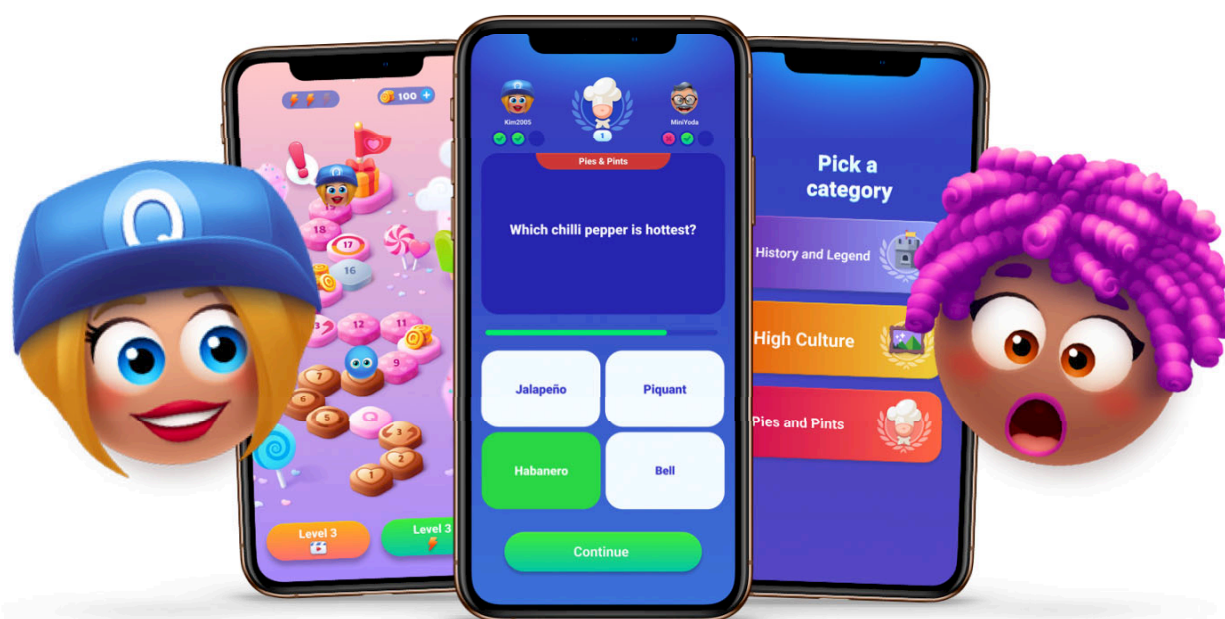 Q
100 +
19
18
17
16
13
12
11
9
7
6
5
3
2
1
Level 3
Level 3
Kim2005
MiniYoda
1
Pies & Pints
Which chilli pepper is hottest?
Jalapeño
Piquant
Habanero
Bell
Continue
Pick a
category
History and Legend
High Culture
Pies and Pints